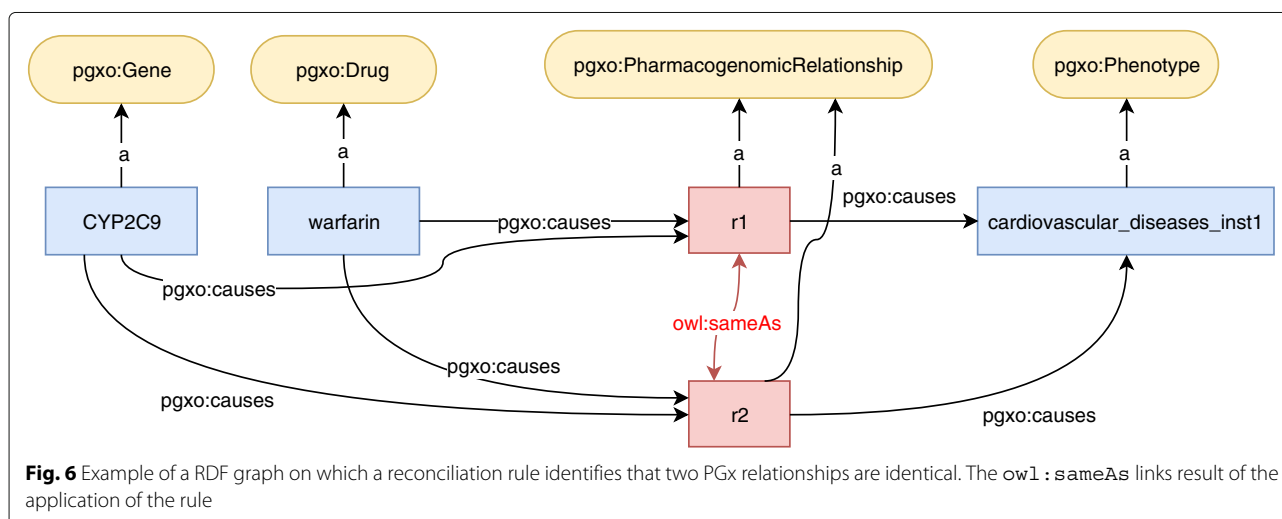 pgxo:Gene
pgxo:Drug
pgxo:PharmacogenomicRelationship
pgxo:Phenotype
a
a
a
a
a
CYP2C9
warfarin
pgxo:causes
r1
pgxo:causes
cardiovascular_diseases_inst1
pgxo:causes
owl:sameAs
pgxo:causes
pgxo:causes
r2
pgxo:causes
Fig. 6 Example of a RDF graph on which a reconciliation rule identifies that two PGx relationships are identical. The owl:sameAs links result of the
application of the rule